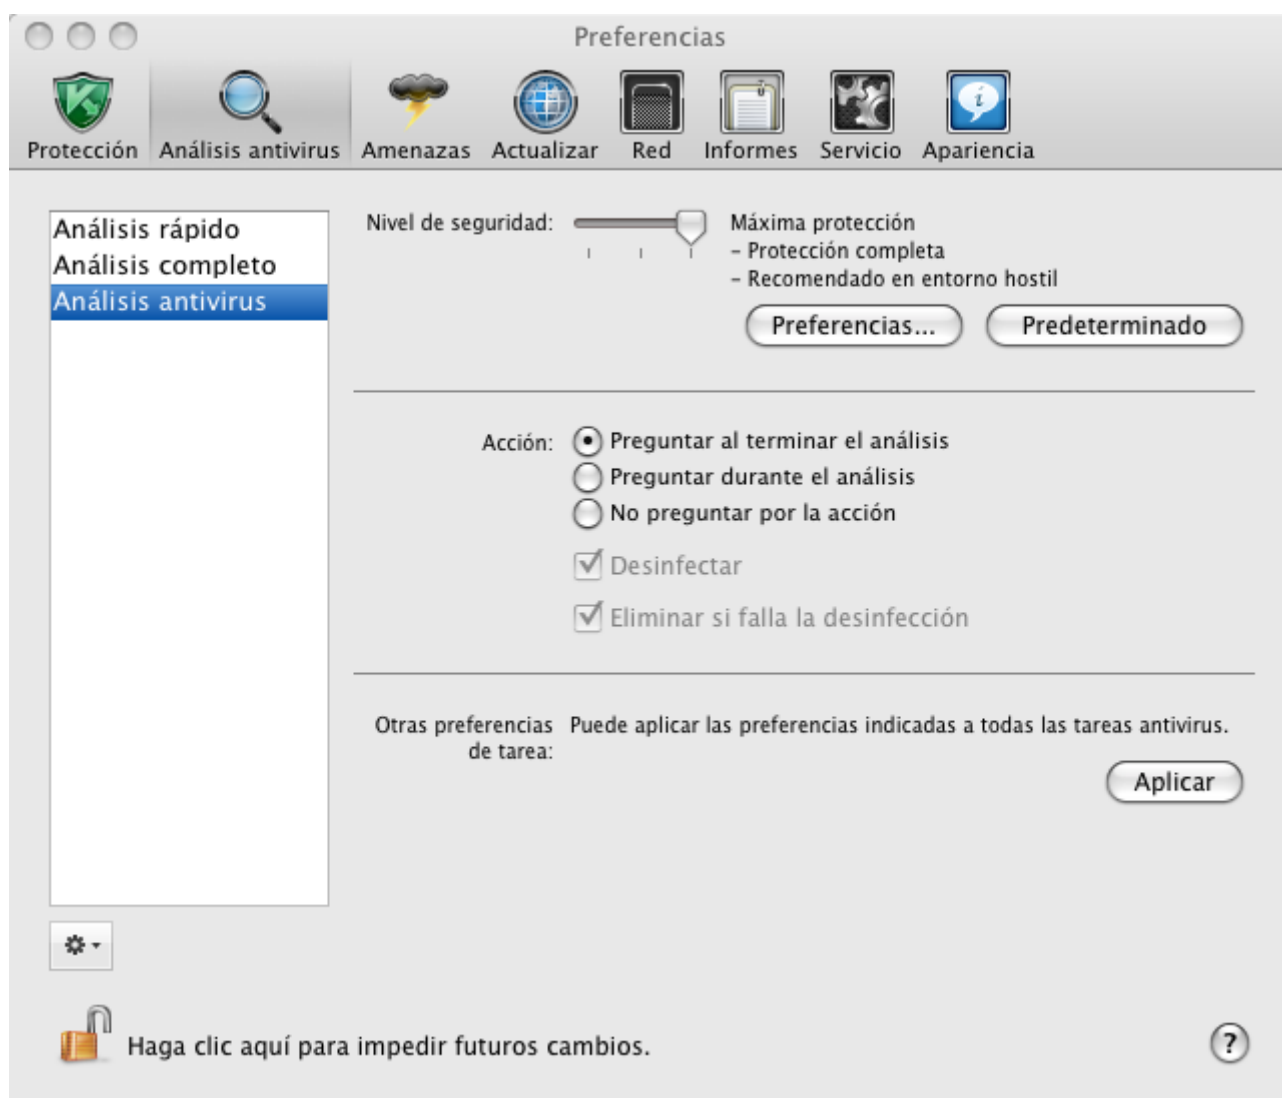 Preferencias
Protección
Análisis antivirus
Amenazas
Actualizar
Red
Informes
Servicio
Apariencia
Análisis rápido
Análisis completo
Análisis antivirus
Nivel de seguridad:
Máxima protección
– Protección completa
– Recomendado en entorno hostil
Preferencias...
Predeterminado
Acción:
Preguntar al terminar el análisis
Preguntar durante el análisis
No preguntar por la acción
Desinfectar
Eliminar si falla la desinfección
Otras preferencias
de tarea:
Puede aplicar las preferencias indicadas a todas las tareas antivirus.
Aplicar
Haga clic aquí para impedir futuros cambios.
?